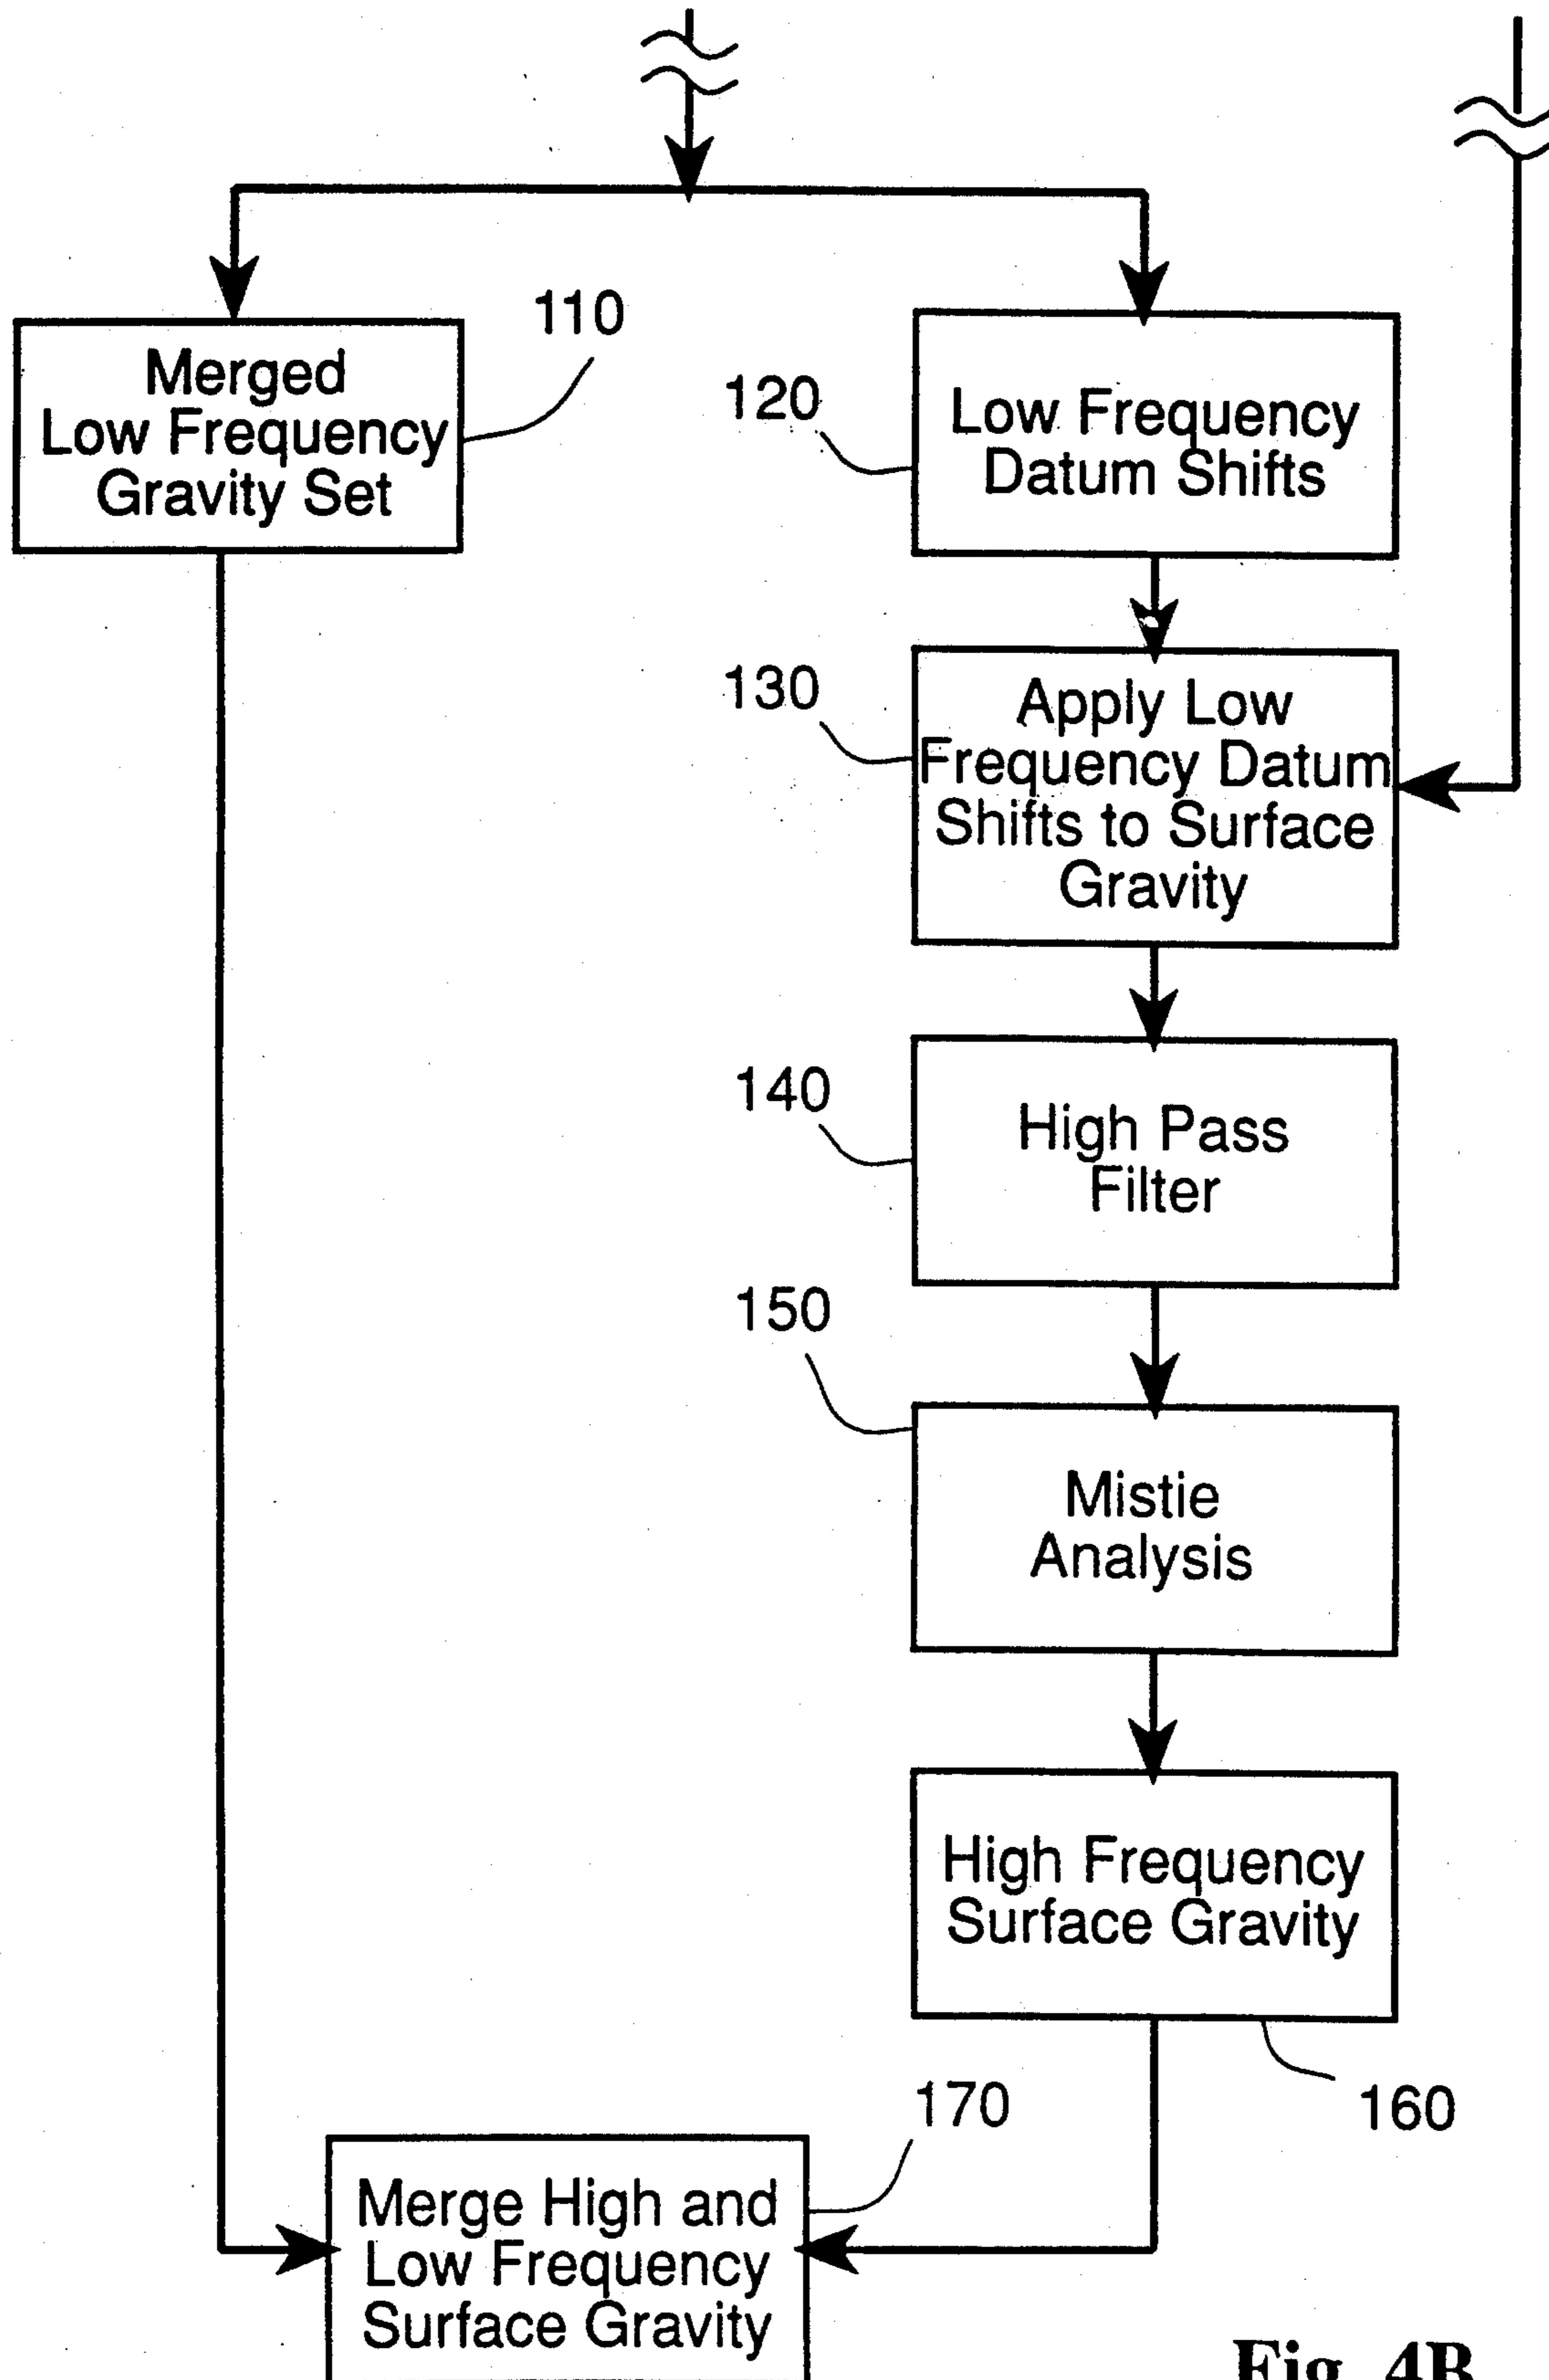 110
Merged
Low Frequency
Gravity Set
120
Low Frequency
Datum Shifts
130
Apply Low
Frequency Datum
Shifts to Surface
Gravity
140
High Pass
Filter
150
Mistie
Analysis
High Frequency
Surface Gravity
160
170
Merge High and
Low Frequency
Surface Gravity
Fig. 4B